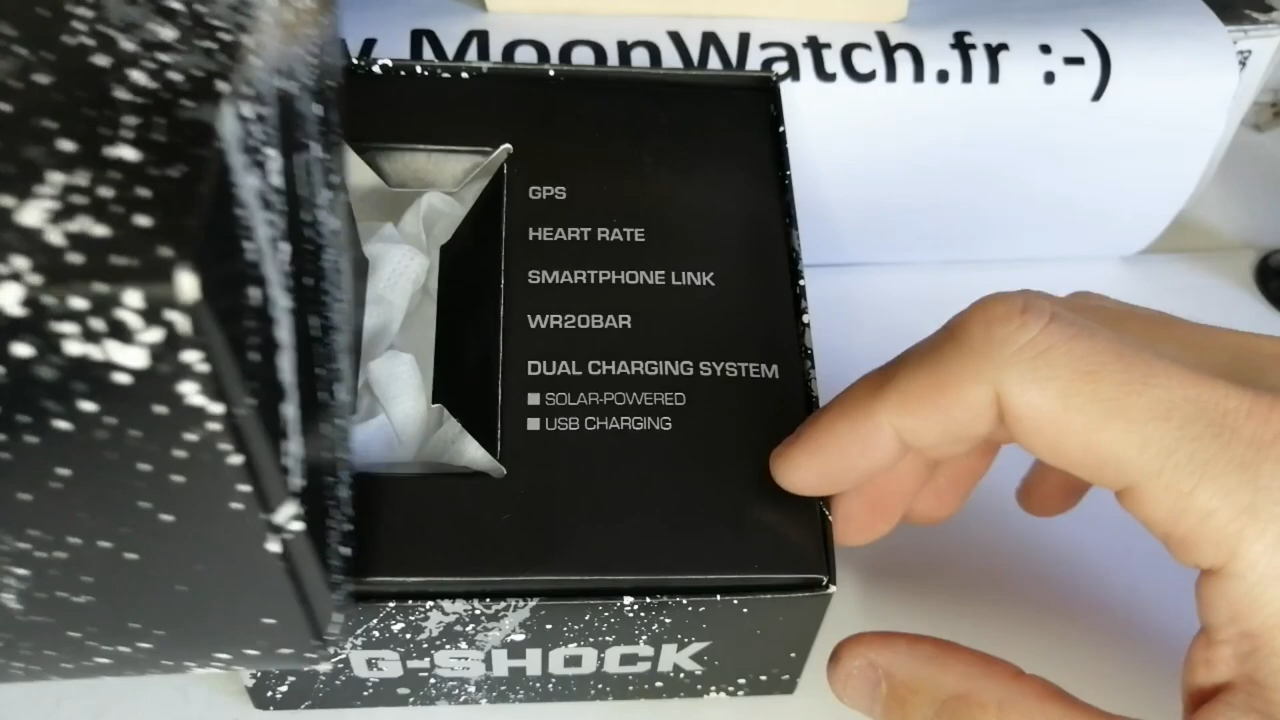 MoonWatch.fr :-)
GPS
HEART RATE
SMARTPHONE LINK
WR20BAR
DUAL CHARGING SYSTEM
■ SOLAR-POWERED
■ USB CHARGING
G-SHOCK